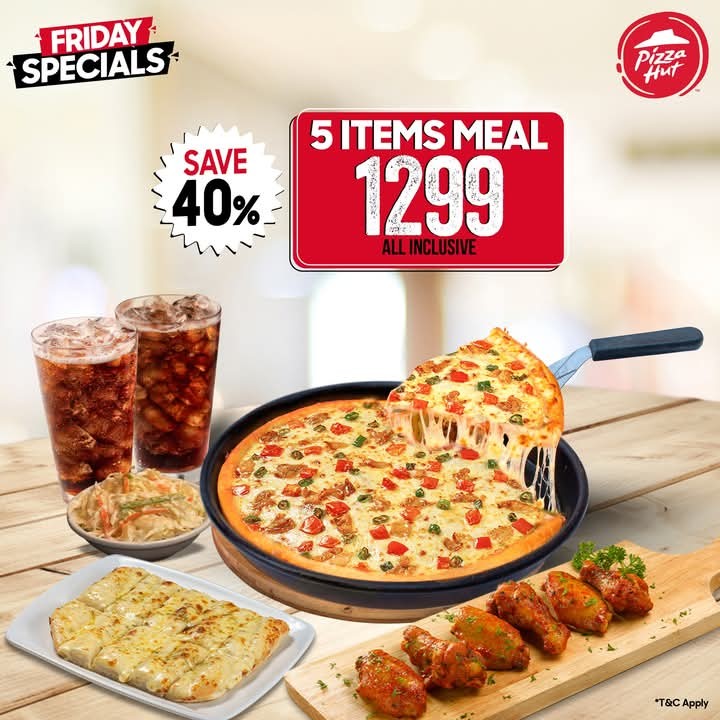 FRIDAY
SPECIALS
Pizza
Hut
SAVE
40%
5 ITEMS MEAL
1299
ALL INCLUSIVE
*T&C Apply